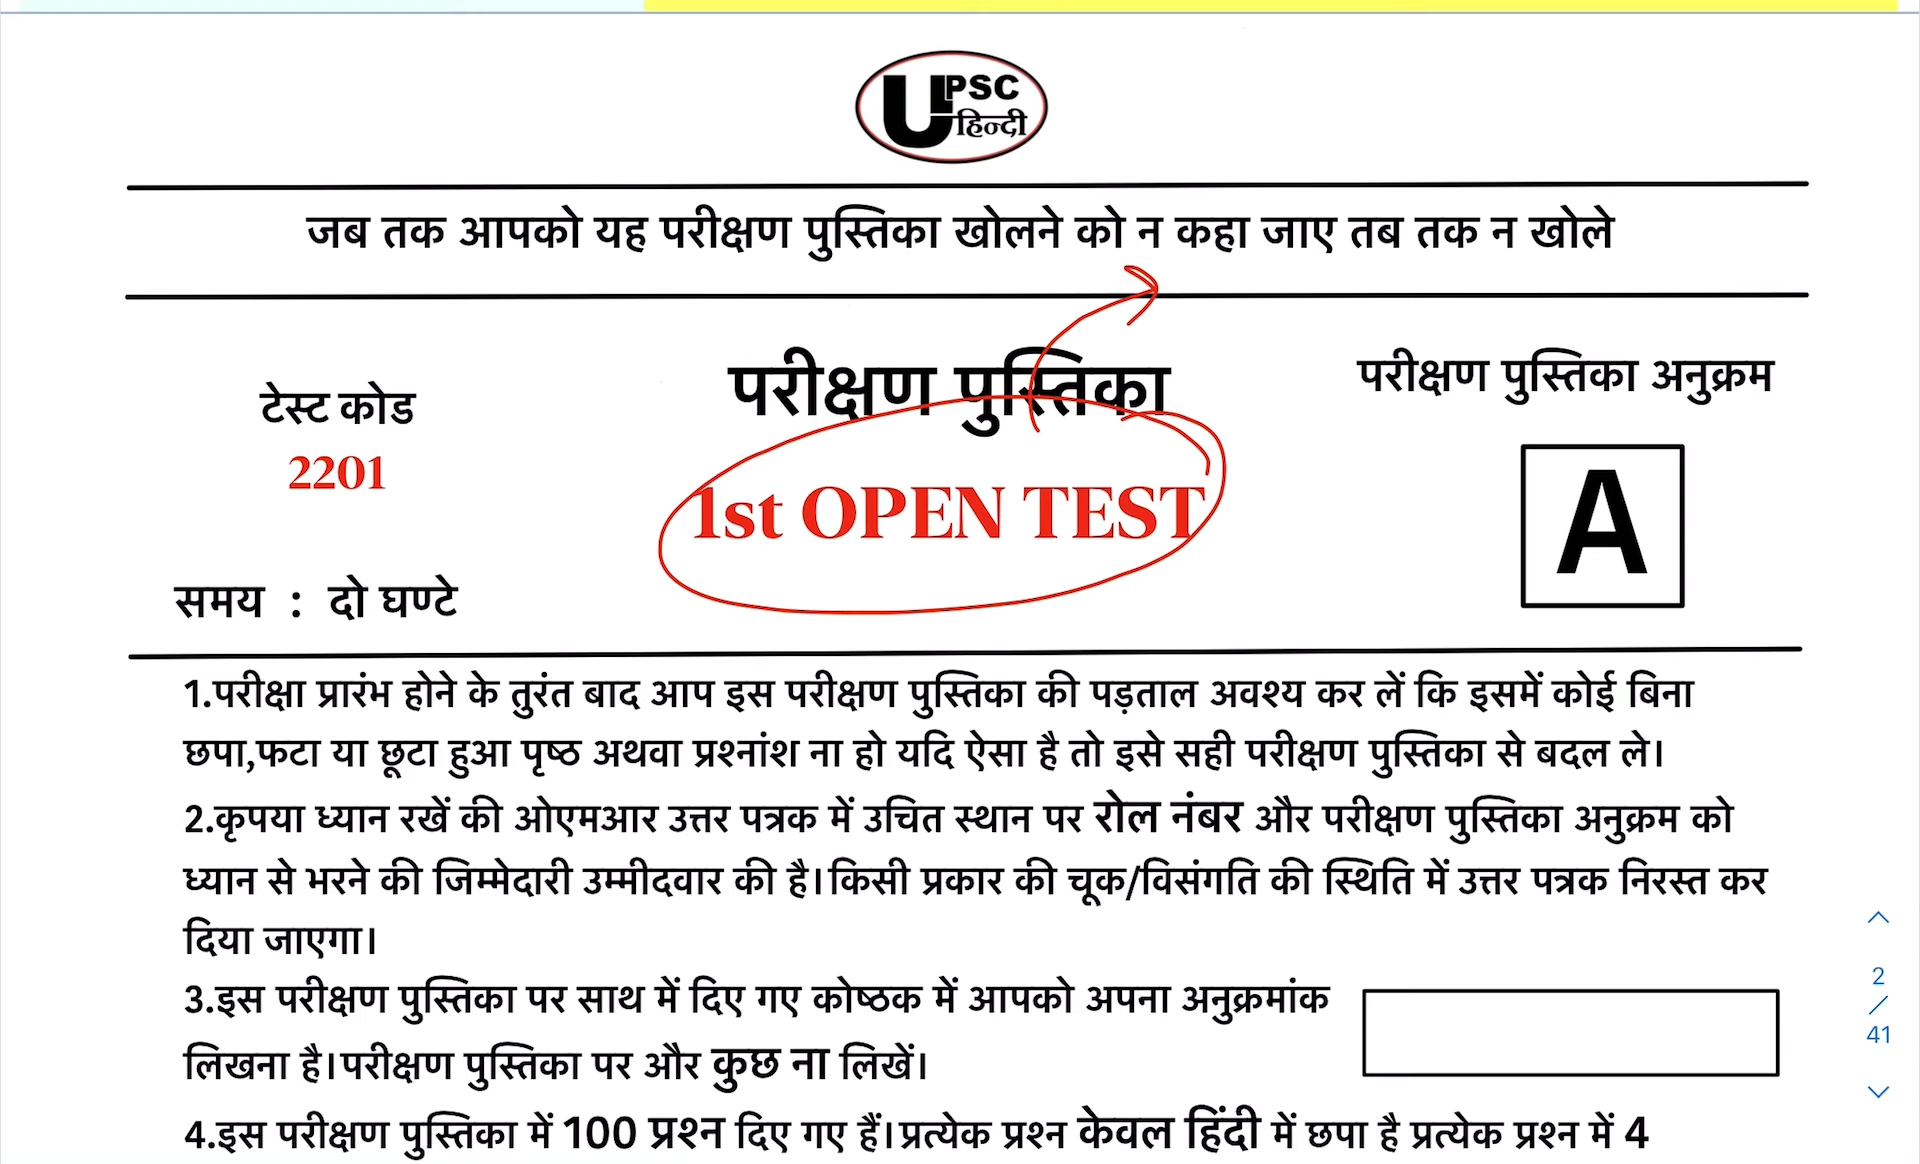 UPSC
हिन्दी
जब तक आपको यह परीक्षण पुस्तिका खोलने को न कहा जाए तब तक न खोले
परीक्षण पुस्तिका
परीक्षण पुस्तिका अनुक्रम
टेस्ट कोड
2201
1st OPEN TEST
A
समय : दो घण्टे
1.परीक्षा प्रारंभ होने के तुरंत बाद आप इस परीक्षण पुस्तिका की पड़ताल अवश्य कर लें कि इसमें कोई बिना
छपा,फटा या छूटा हुआ पृष्ठ अथवा प्रश्नांश ना हो यदि ऐसा है तो इसे सही परीक्षण पुस्तिका से बदल ले।
2.कृपया ध्यान रखें की ओएमआर उत्तर पत्रक में उचित स्थान पर रोल नंबर और परीक्षण पुस्तिका अनुक्रम को
ध्यान से भरने की जिम्मेदारी उम्मीदवार की है।किसी प्रकार की चूक/विसंगति की स्थिति में उत्तर पत्रक निरस्त कर
दिया जाएगा।
3.इस परीक्षण पुस्तिका पर साथ में दिए गए कोष्ठक में आपको अपना अनुक्रमांक
लिखना है।परीक्षण पुस्तिका पर और कुछ ना लिखें।
4.इस परीक्षण पुस्तिका में 100 प्रश्न दिए गए हैं।प्रत्येक प्रश्न केवल हिंदी में छपा है प्रत्येक प्रश्न में 4
2
/
41